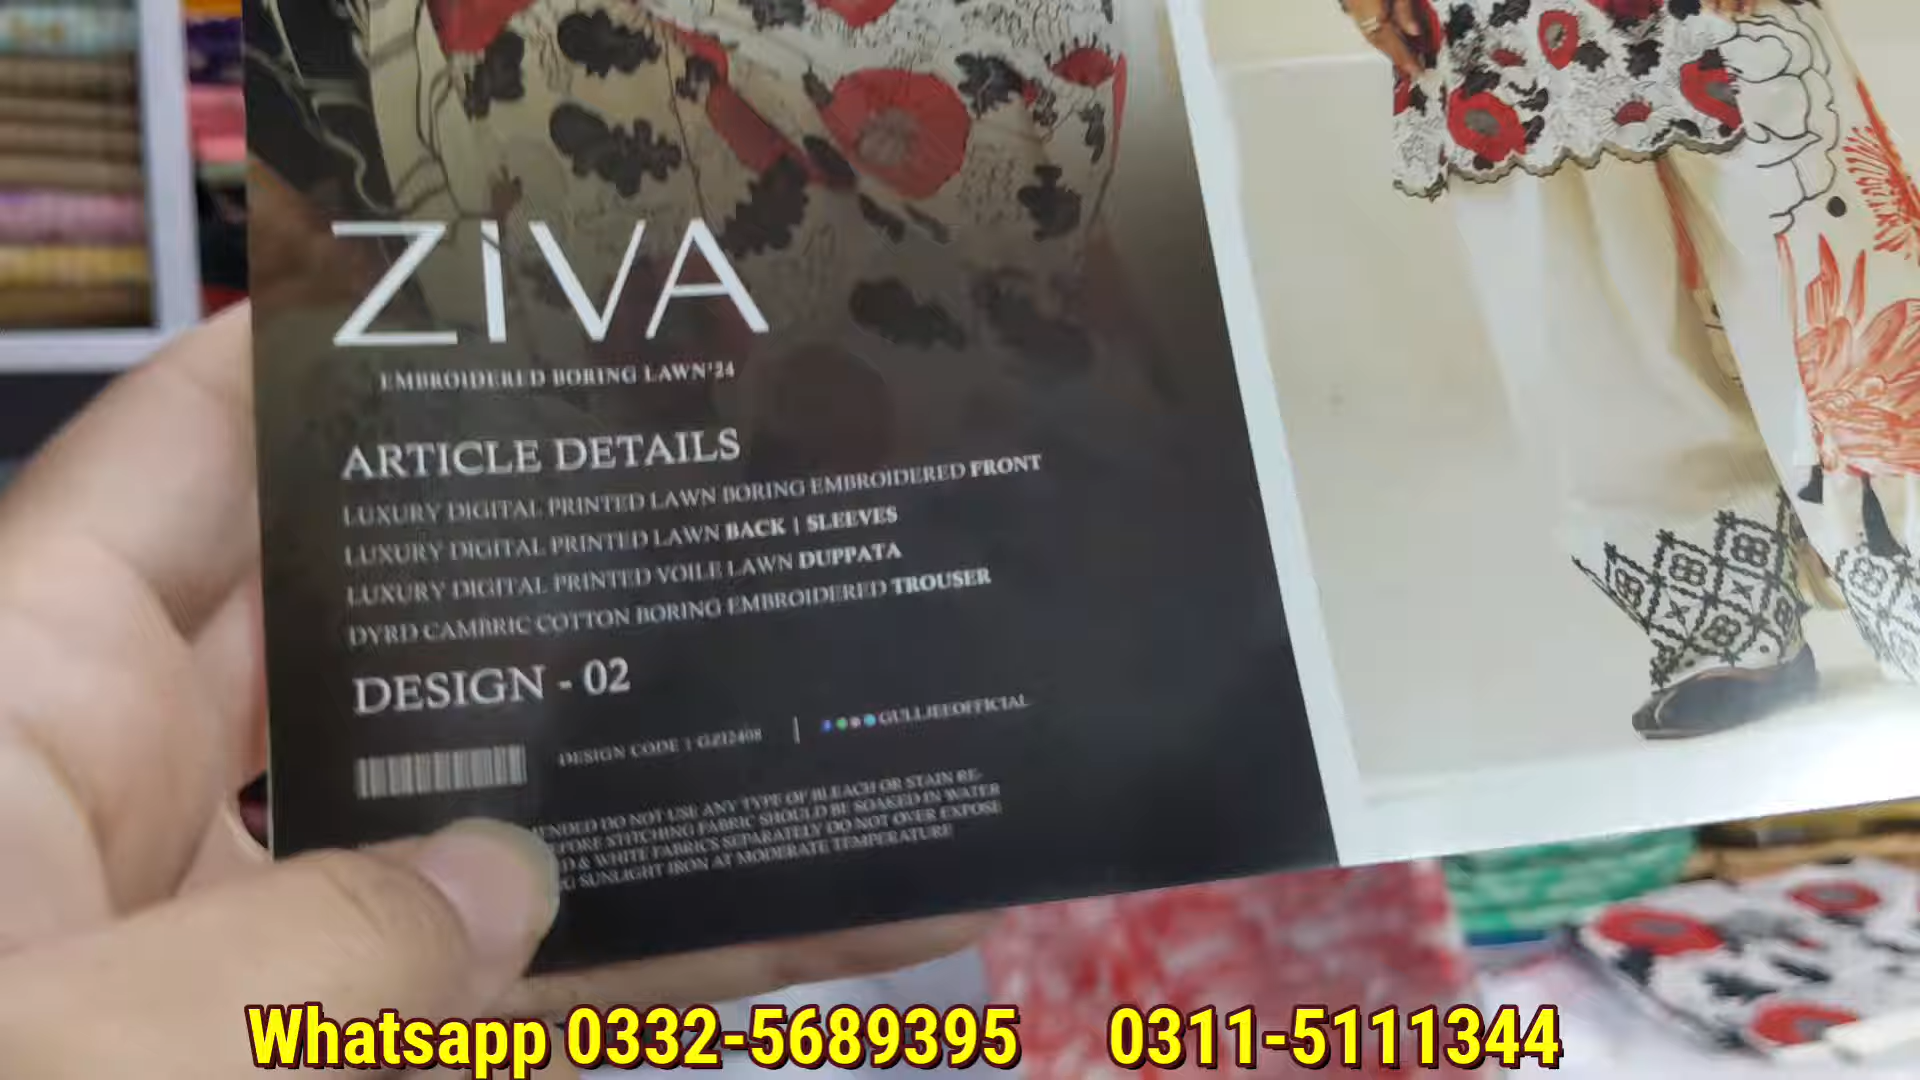 ZIVA
EMBROIDERED BORING LAWN'24
ARTICLE DETAILS
LUXURY DIGITAL PRINTED LAWN BORING EMBROIDERED FRONT
LUXURY DIGITAL PRINTED LAWN BACK | SLEEVES
LUXURY DIGITAL PRINTED VOILE LAWN DUPPATA
DYRD CAMBRIC COTTON BORING EMBROIDERED TROUSER
DESIGN - 02
DESIGN CODE | GZI2408 | GULLJEEOFFICIAL
DO NOT USE ANY TYPE OF BLEACH OR STAIN RE-
STITCHING FABRIC SHOULD BE SOAKED IN WATER
& WHITE FABRICS SEPARATELY DO NOT OVER EXPOSE
SUNLIGHT IRON AT MODERATE TEMPERATURE
Whatsapp 0332-5689395 0311-5111344